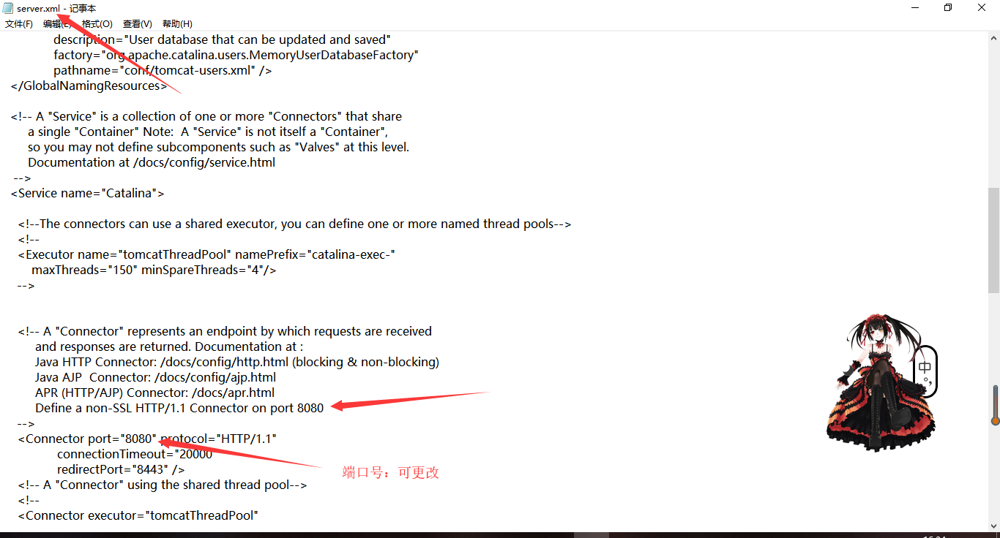 server.xml - 记事本
文件(F) 编辑(E) 格式(O) 查看(V) 帮助(H)
description="User database that can be updated and saved"
factory="org.apache.catalina.users.MemoryUserDatabaseFactory"
pathname="conf/tomcat-users.xml" />
</GlobalNamingResources>
<!-- A "Service" is a collection of one or more "Connectors" that share
a single "Container" Note:  A "Service" is not itself a "Container",
so you may not define subcomponents such as "Valves" at this level.
Documentation at /docs/config/service.html
-->
<Service name="Catalina">
<!--The connectors can use a shared executor, you can define one or more named thread pools-->
<!--
<Executor name="tomcatThreadPool" namePrefix="catalina-exec-"
maxThreads="150" minSpareThreads="4"/>
-->
<!-- A "Connector" represents an endpoint by which requests are received
and responses are returned. Documentation at :
Java HTTP Connector: /docs/config/http.html (blocking & non-blocking)
Java AJP  Connector: /docs/config/ajp.html
APR (HTTP/AJP) Connector: /docs/apr.html
Define a non-SSL HTTP/1.1 Connector on port 8080
-->
<Connector port="8080" protocol="HTTP/1.1"
connectionTimeout="20000
redirectPort="8443" />
端口号：可更改
<!-- A "Connector" using the shared thread pool-->
<!--
<Connector executor="tomcatThreadPool"
中
°,